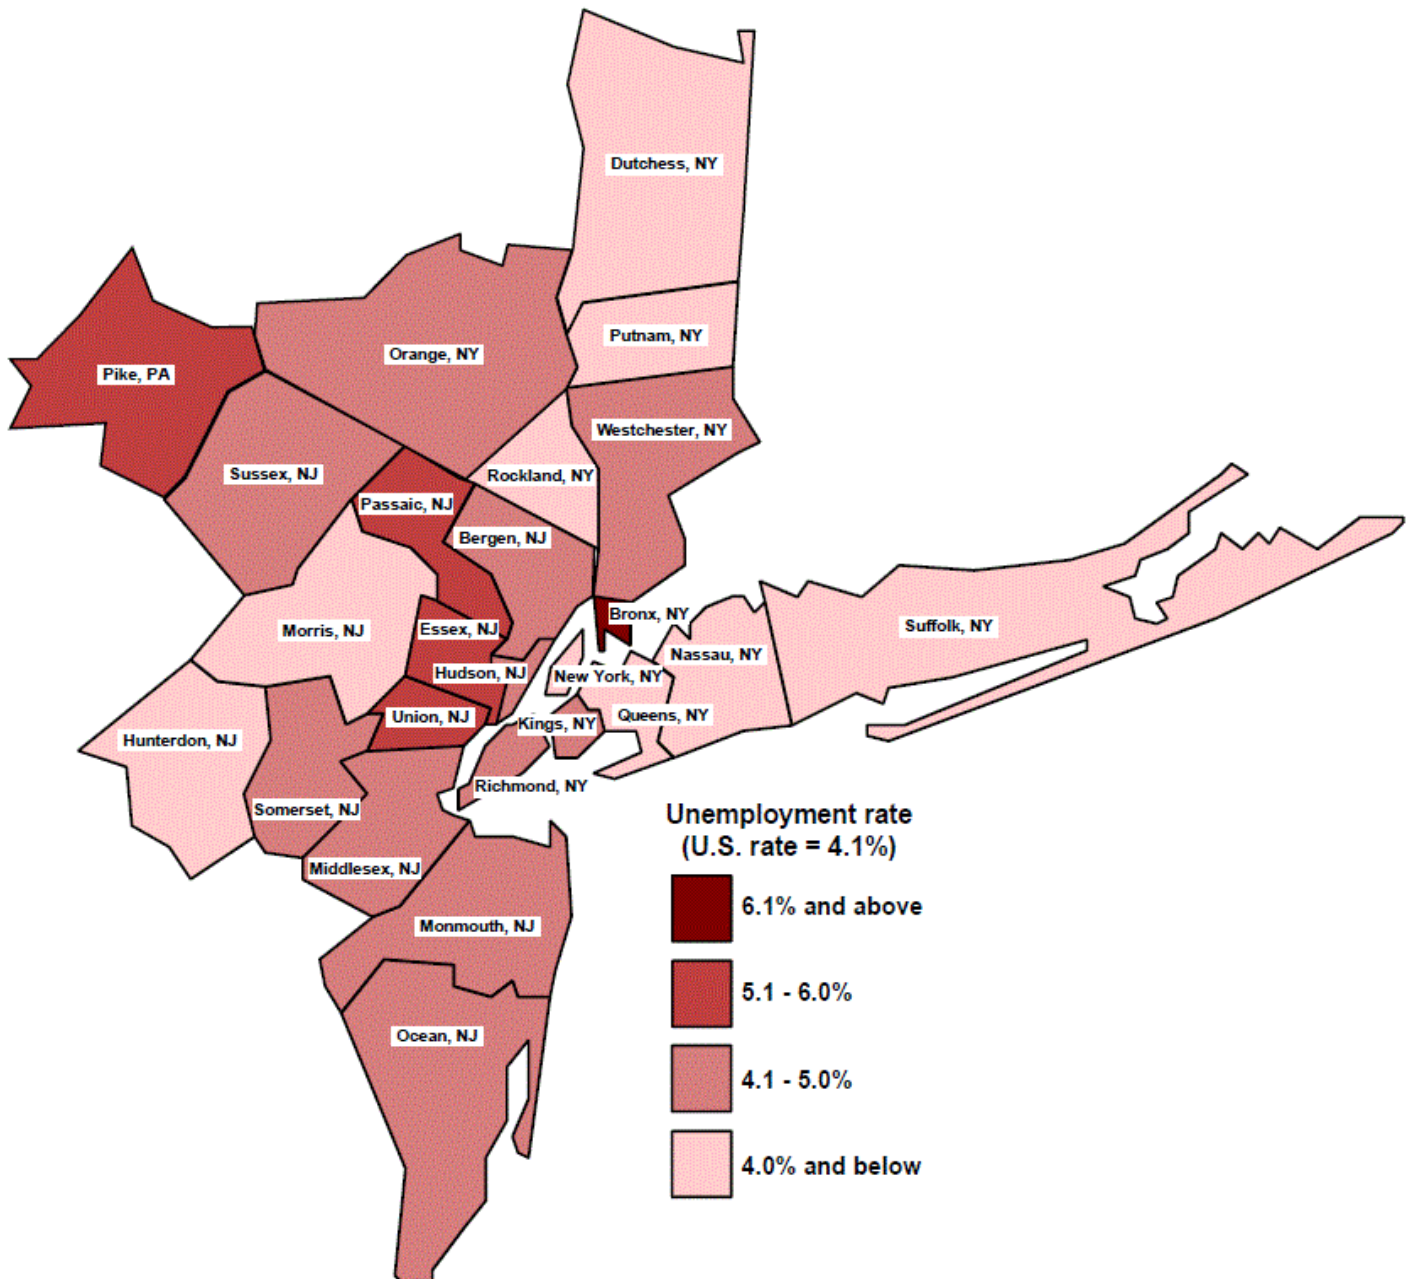 Dutchess, NY
Putnam, NY
Orange, NY
Pike, PA
Westchester, NY
Sussex, NJ
Rockland, NY
Passaic, NJ
Bergen, NJ
Bronx, NY
Suffolk, NY
Morris, NJ
Essex, NJ
Nassau, NY
Hudson, NJ
New York, NY
Union, NJ
Queens, NY
Kings, NY
Hunterdon, NJ
Richmond, NY
Somerset, NJ
Middlesex, NJ
Monmouth, NJ
Ocean, NJ
Unemployment rate
(U.S. rate = 4.1%)
6.1% and above
5.1 - 6.0%
4.1 - 5.0%
4.0% and below